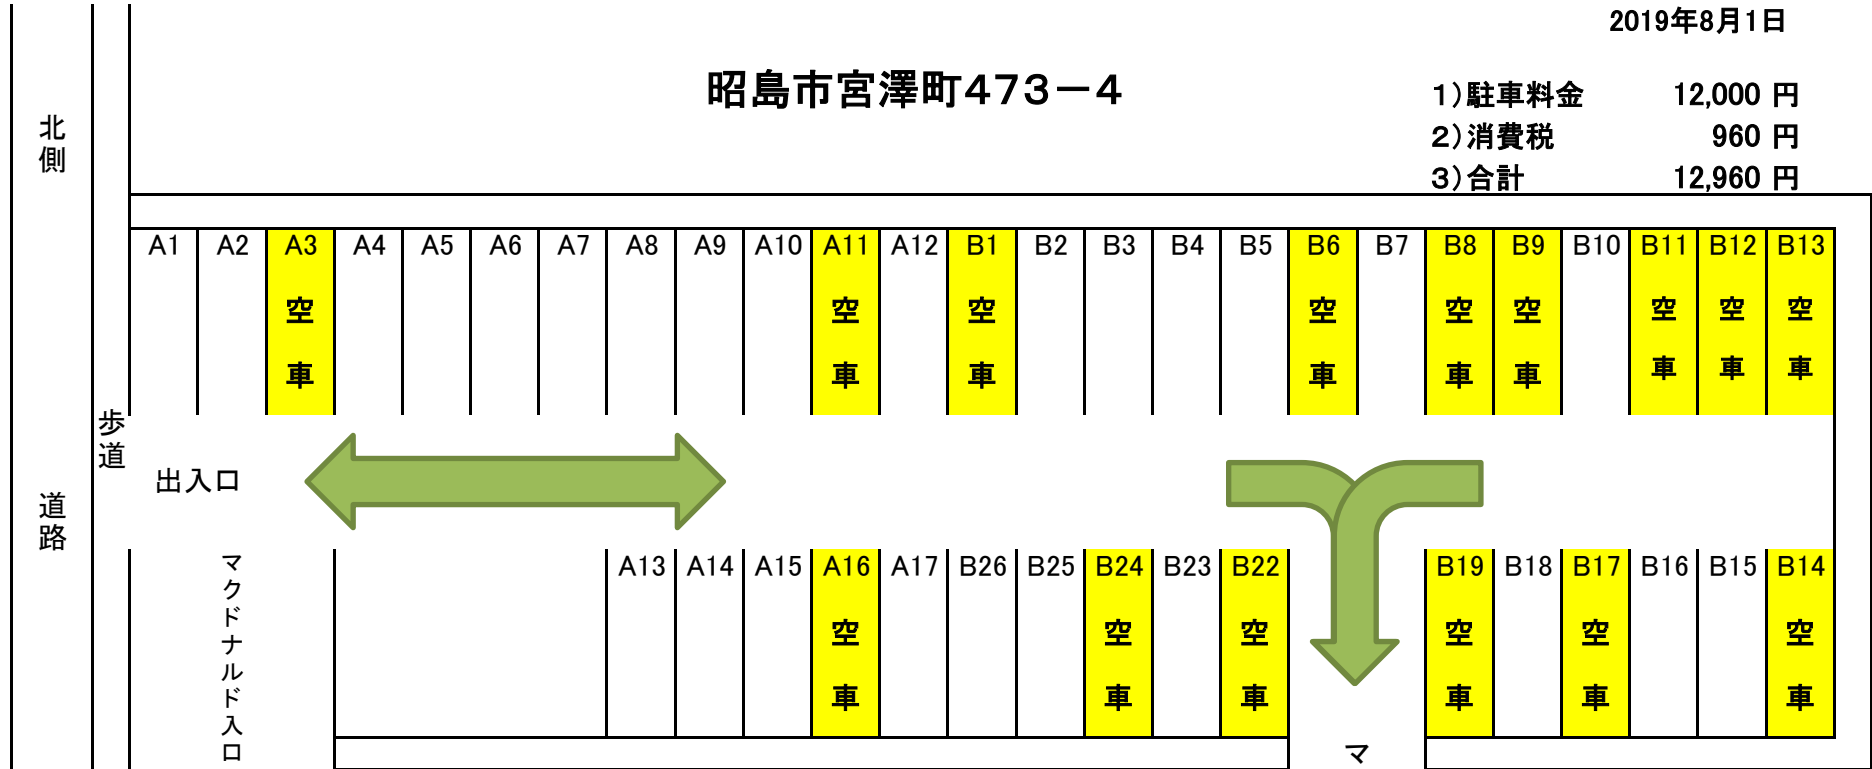 2019年8月1日
昭島市宮澤町473－4
1)駐車料金 12,000 円
2)消費税 960 円
3)合計 12,960 円
北側
道路
歩道
A1 A2 A3 A4 A5 A6 A7 A8 A9 A10 A11 A12 B1 B2 B3 B4 B5 B6 B7 B8 B9 B10 B11 B12 B13
空車 空車 空車 空車 空車 空車 空車 空車 空車
出入口
マクドナルド入口
A13 A14 A15 A16 A17 B26 B25 B24 B23 B22 B19 B18 B17 B16 B15 B14
空車 空車 空車 空車 空車 空車
マ